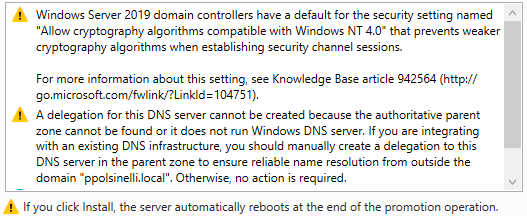 Windows Server 2019 domain controllers have a default for the security setting named
"Allow cryptography algorithms compatible with Windows NT 4.0" that prevents weaker
cryptography algorithms when establishing security channel sessions.
For more information about this setting, see Knowledge Base article 942564 (http://
go.microsoft.com/fwlink/?LinkId=104751).
A delegation for this DNS server cannot be created because the authoritative parent
zone cannot be found or it does not run Windows DNS server. If you are integrating
with an existing DNS infrastructure, you should manually create a delegation to this
DNS server in the parent zone to ensure reliable name resolution from outside the
domain "ppolsinelli.local". Otherwise, no action is required.
If you click Install, the server automatically reboots at the end of the promotion operation.